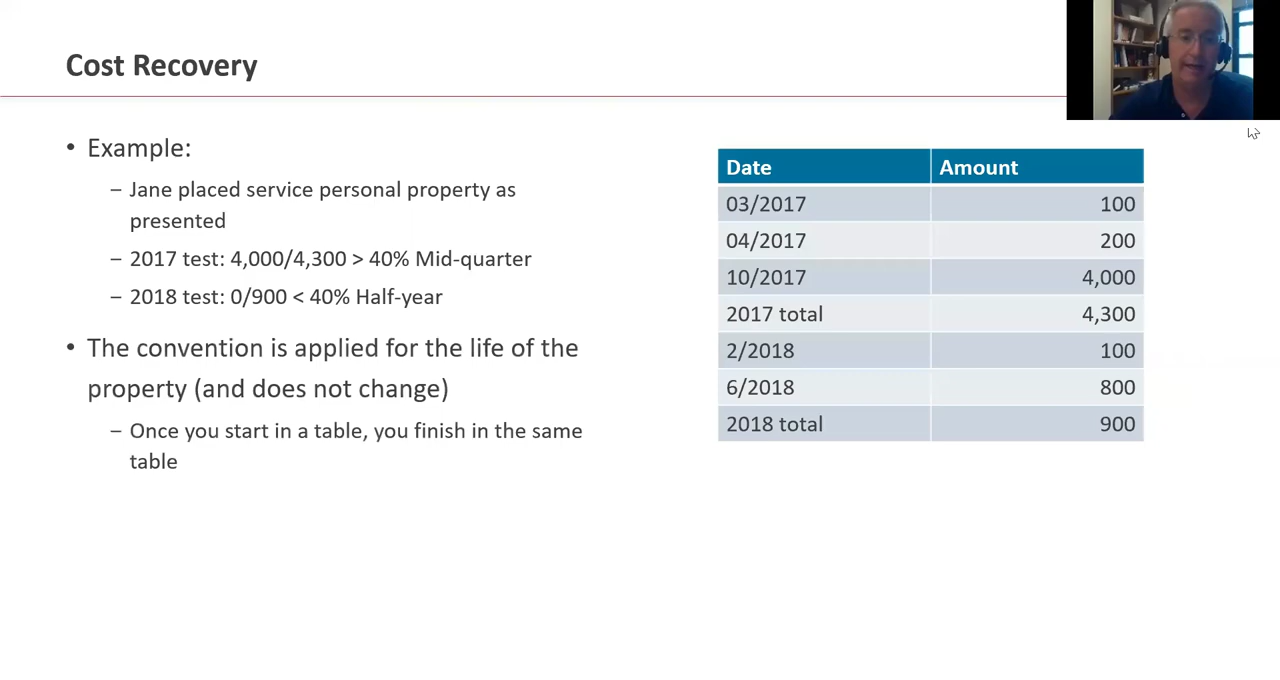 Cost Recovery
• Example:
– Jane placed service personal property as
presented
– 2017 test: 4,000/4,300 > 40% Mid-quarter
– 2018 test: 0/900 < 40% Half-year
• The convention is applied for the life of the
property (and does not change)
– Once you start in a table, you finish in the same
table
Date Amount
03/2017 100
04/2017 200
10/2017 4,000
2017 total 4,300
2/2018 100
6/2018 800
2018 total 900